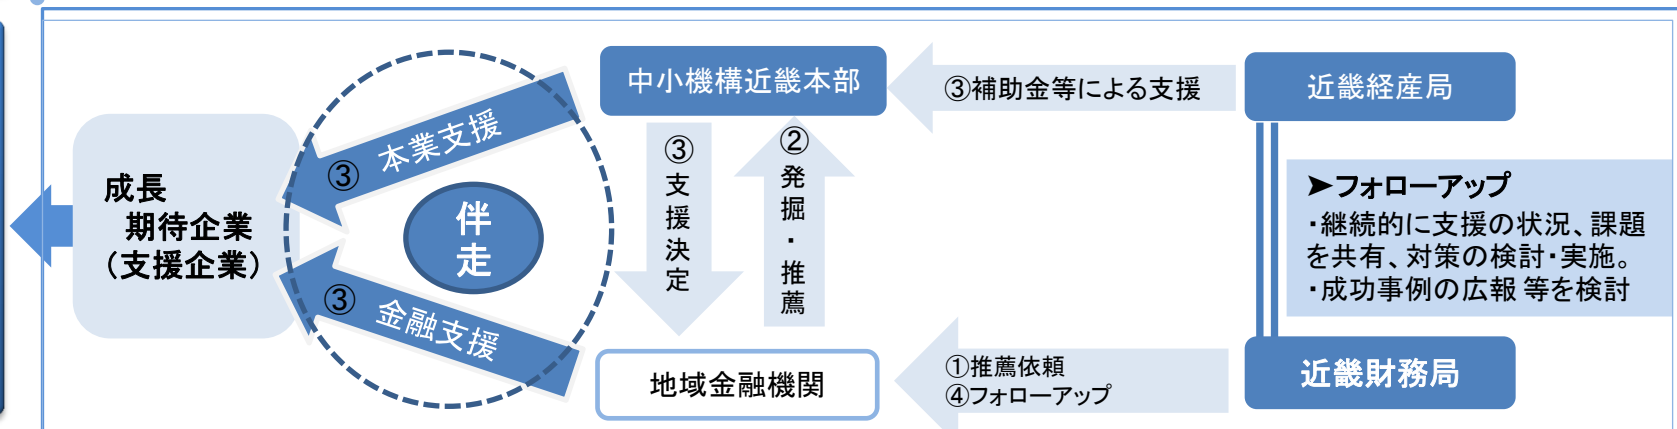 成長
期待企業
（支援企業）
③ 本業支援
伴走
③ 金融支援
中小機構近畿本部
③支援決定
②発掘・推薦
地域金融機関
③補助金等による支援
近畿経産局
➤フォローアップ
・継続的に支援の状況、課題
を共有、対策の検討・実施。
・成功事例の広報 等を検討
①推薦依頼
④フォローアップ
近畿財務局